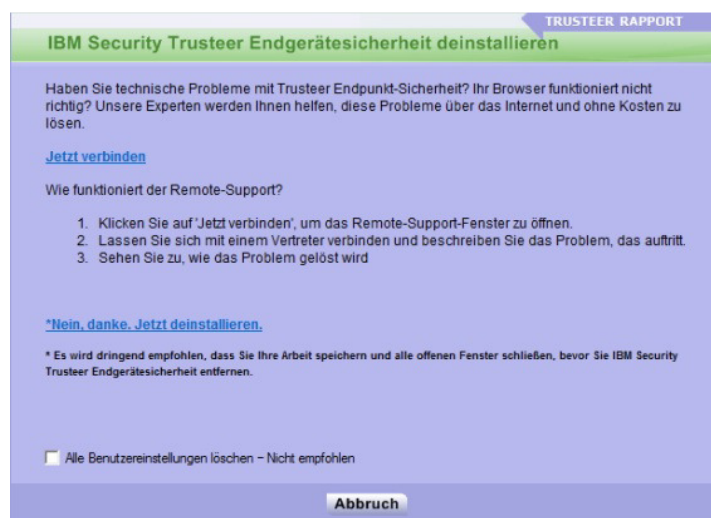 TRUSTEER RAPPORT
IBM Security Trusteer Endgerätesicherheit deinstallieren
Haben Sie technische Probleme mit Trusteer Endpunkt-Sicherheit? Ihr Browser funktioniert nicht
richtig? Unsere Experten werden Ihnen helfen, diese Probleme über das Internet und ohne Kosten zu
lösen.
Jetzt verbinden
Wie funktioniert der Remote-Support?
1. Klicken Sie auf 'Jetzt verbinden', um das Remote-Support-Fenster zu öffnen.
2. Lassen Sie sich mit einem Vertreter verbinden und beschreiben Sie das Problem, das auftritt.
3. Sehen Sie zu, wie das Problem gelöst wird
*Nein, danke. Jetzt deinstallieren.
* Es wird dringend empfohlen, dass Sie Ihre Arbeit speichern und alle offenen Fenster schließen, bevor Sie IBM Security
Trusteer Endgerätesicherheit entfernen.
Alle Benutzereinstellungen löschen – Nicht empfohlen
Abbruch